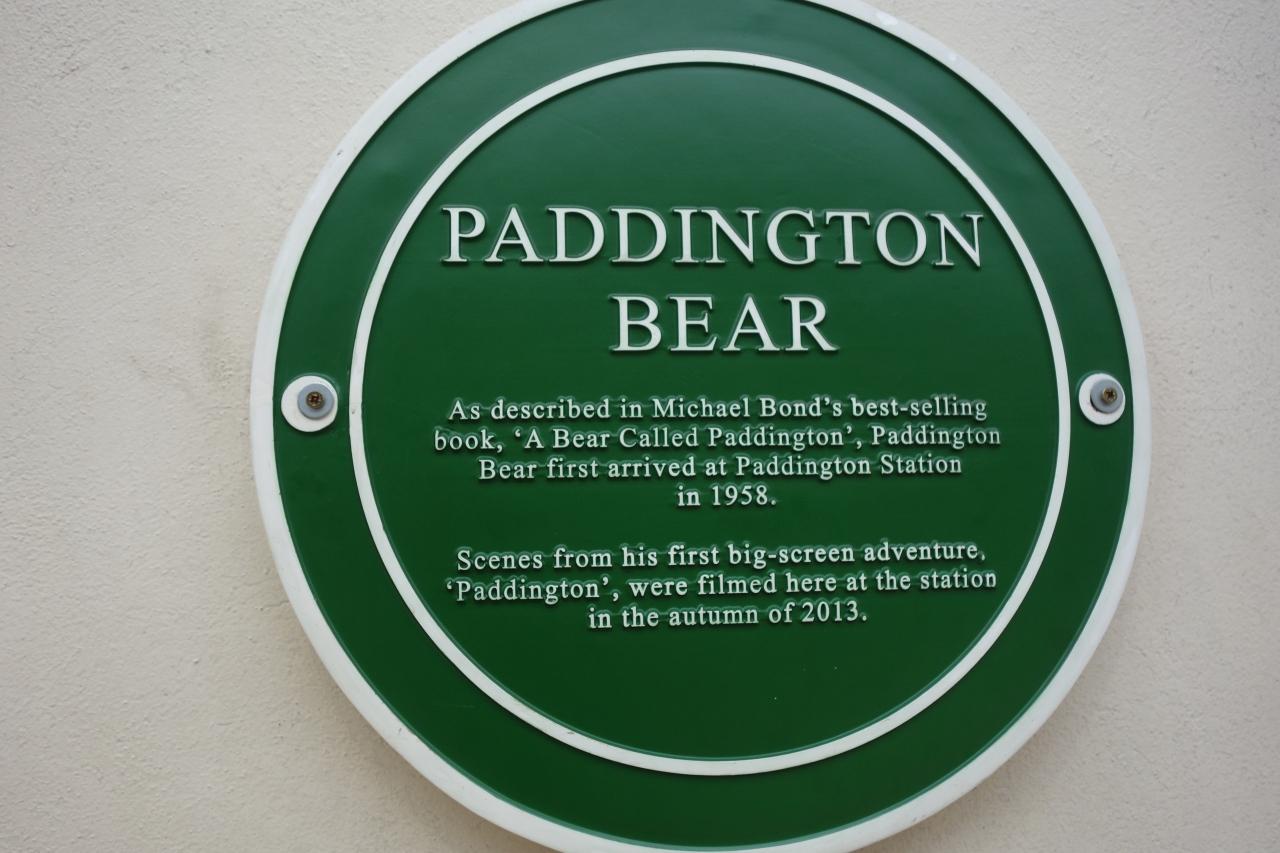 PADDINGTON
BEAR
As described in Michael Bond's best-selling
book, 'A Bear Called Paddington', Paddington
Bear first arrived at Paddington Station
in 1958.
Scenes from his first big-screen adventure,
'Paddington', were filmed here at the station
in the autumn of 2013.